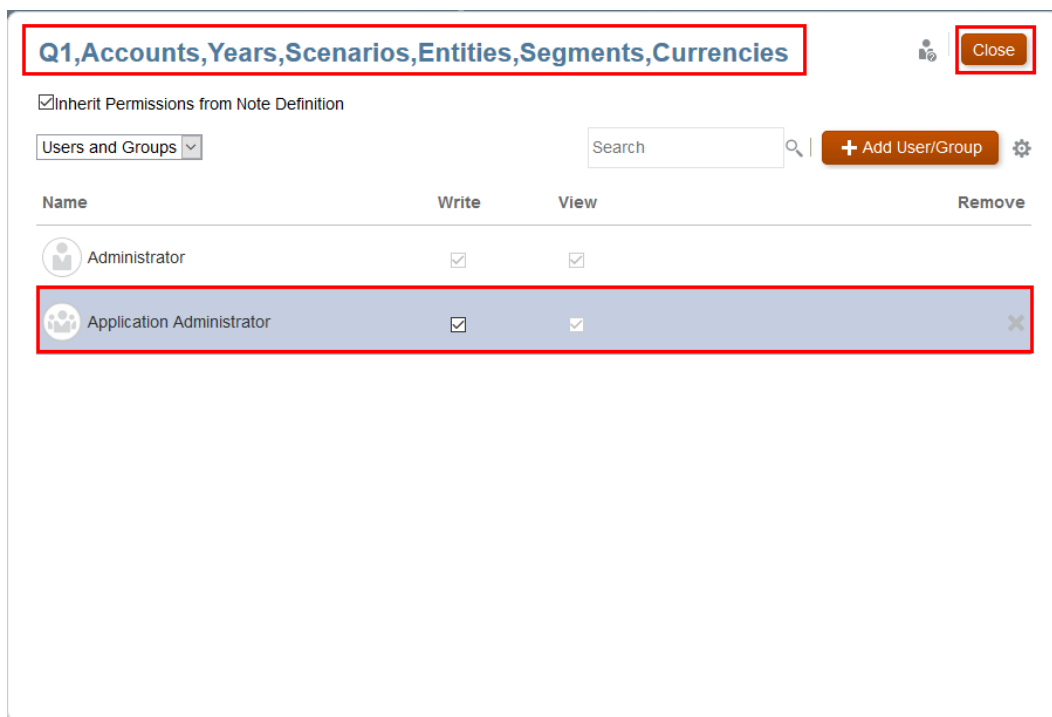 Q1,Accounts,Years,Scenarios,Entities,Segments,Currencies
Close
Inherit Permissions from Note Definition
Users and Groups
Search
+ Add User/Group
Name Write View Remove
Administrator
Application Administrator